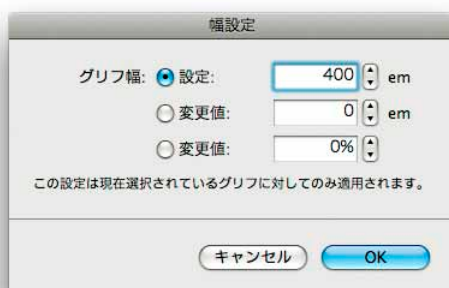 幅設定
グリフ幅: 設定: 400 em
変更値: 0 em
変更値: 0%
この設定は現在選択されているグリフに対してのみ適用されます。
キャンセル OK